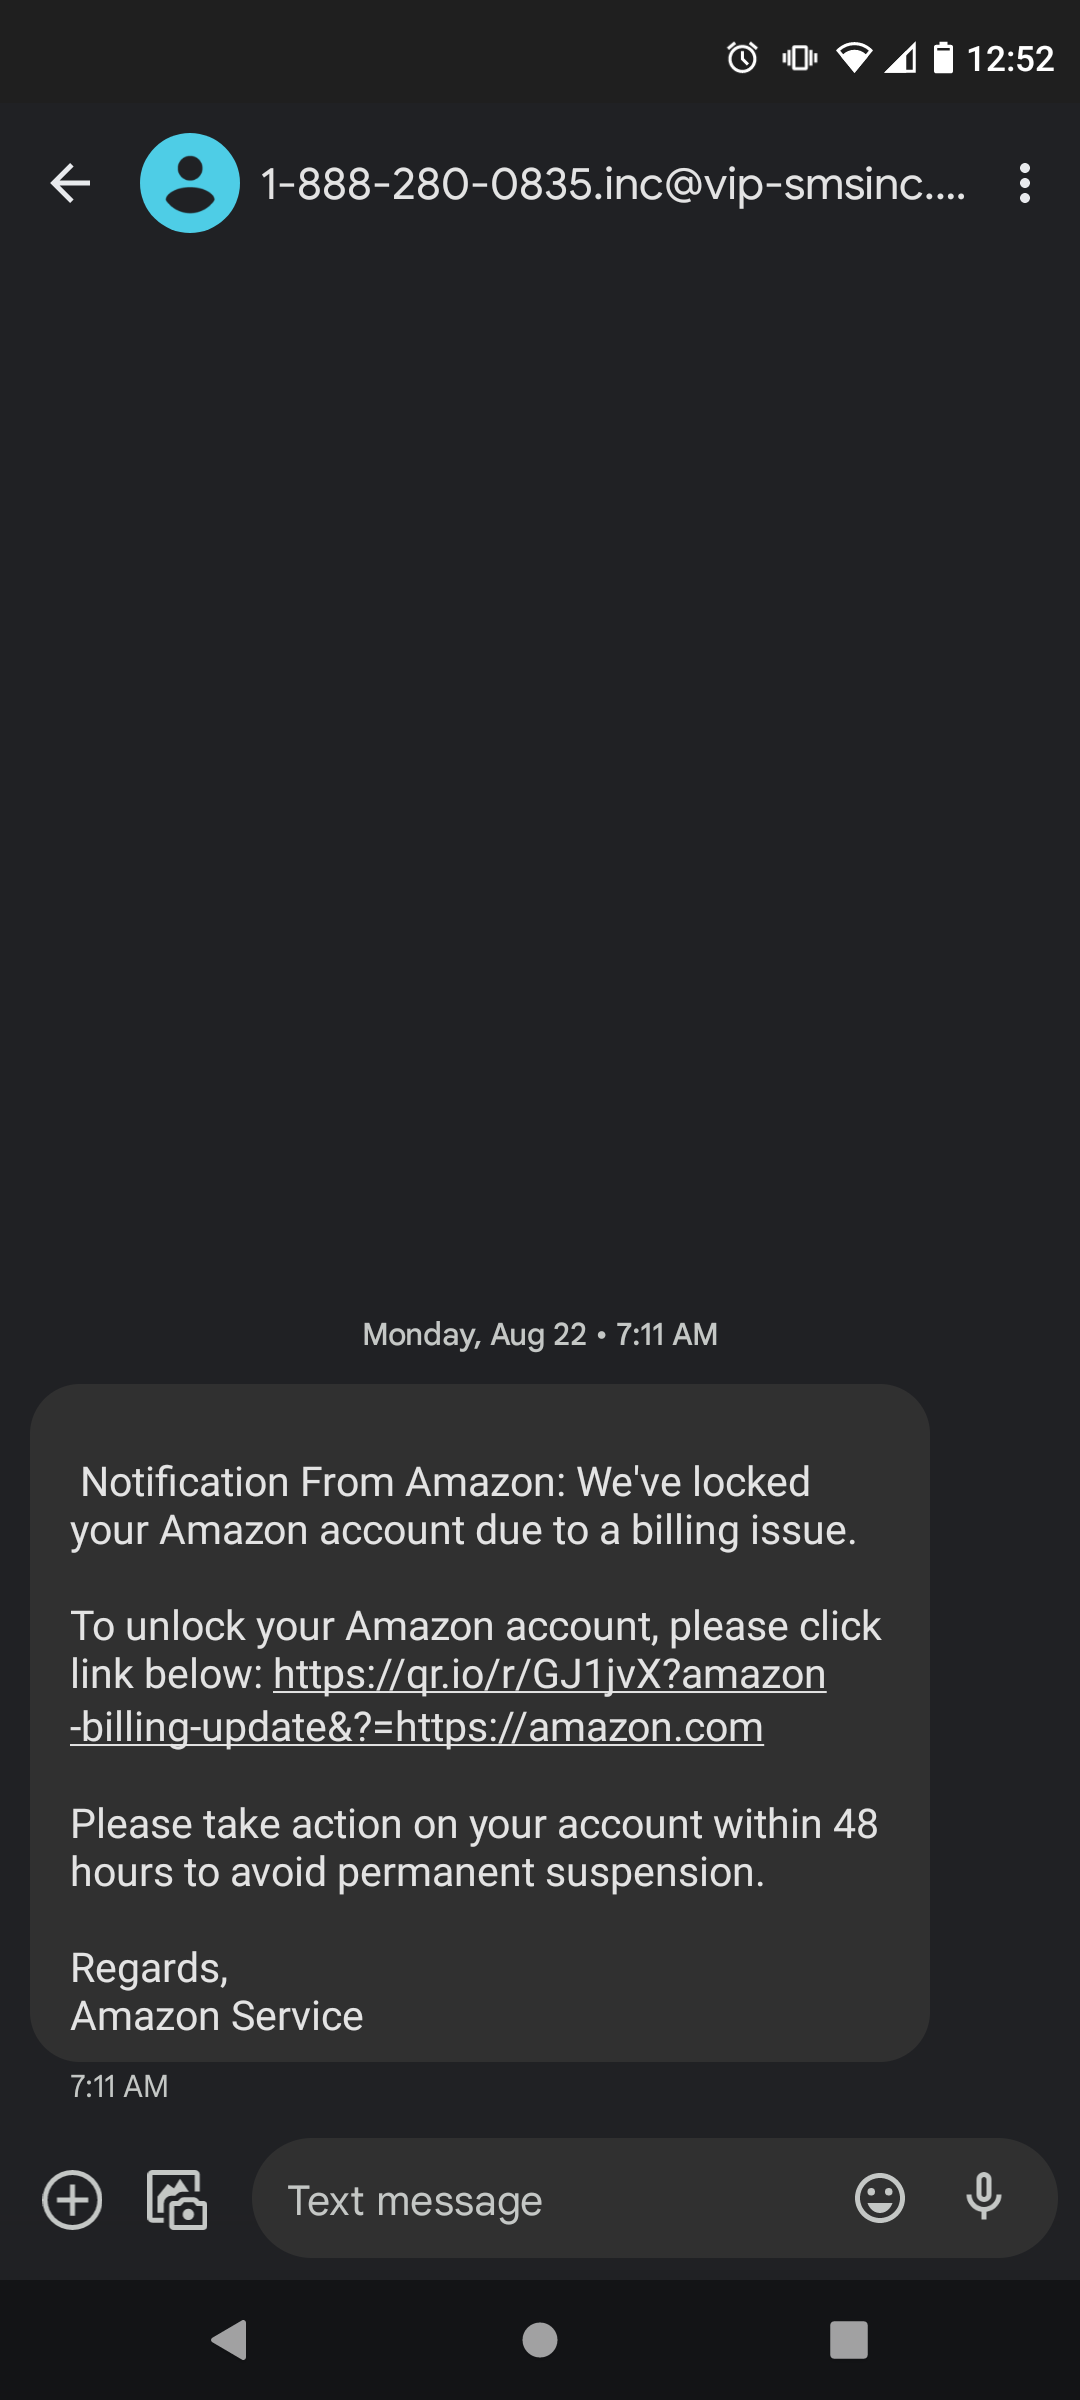 12:52
1-888-280-0835.inc@vip-smsinc....
Monday, Aug 22 • 7:11 AM
Notification From Amazon: We've locked
your Amazon account due to a billing issue.
To unlock your Amazon account, please click
link below: https://qr.io/r/GJ1jvX?amazon
-billing-update&?=https://amazon.com
Please take action on your account within 48
hours to avoid permanent suspension.
Regards,
Amazon Service
7:11 AM
Text message